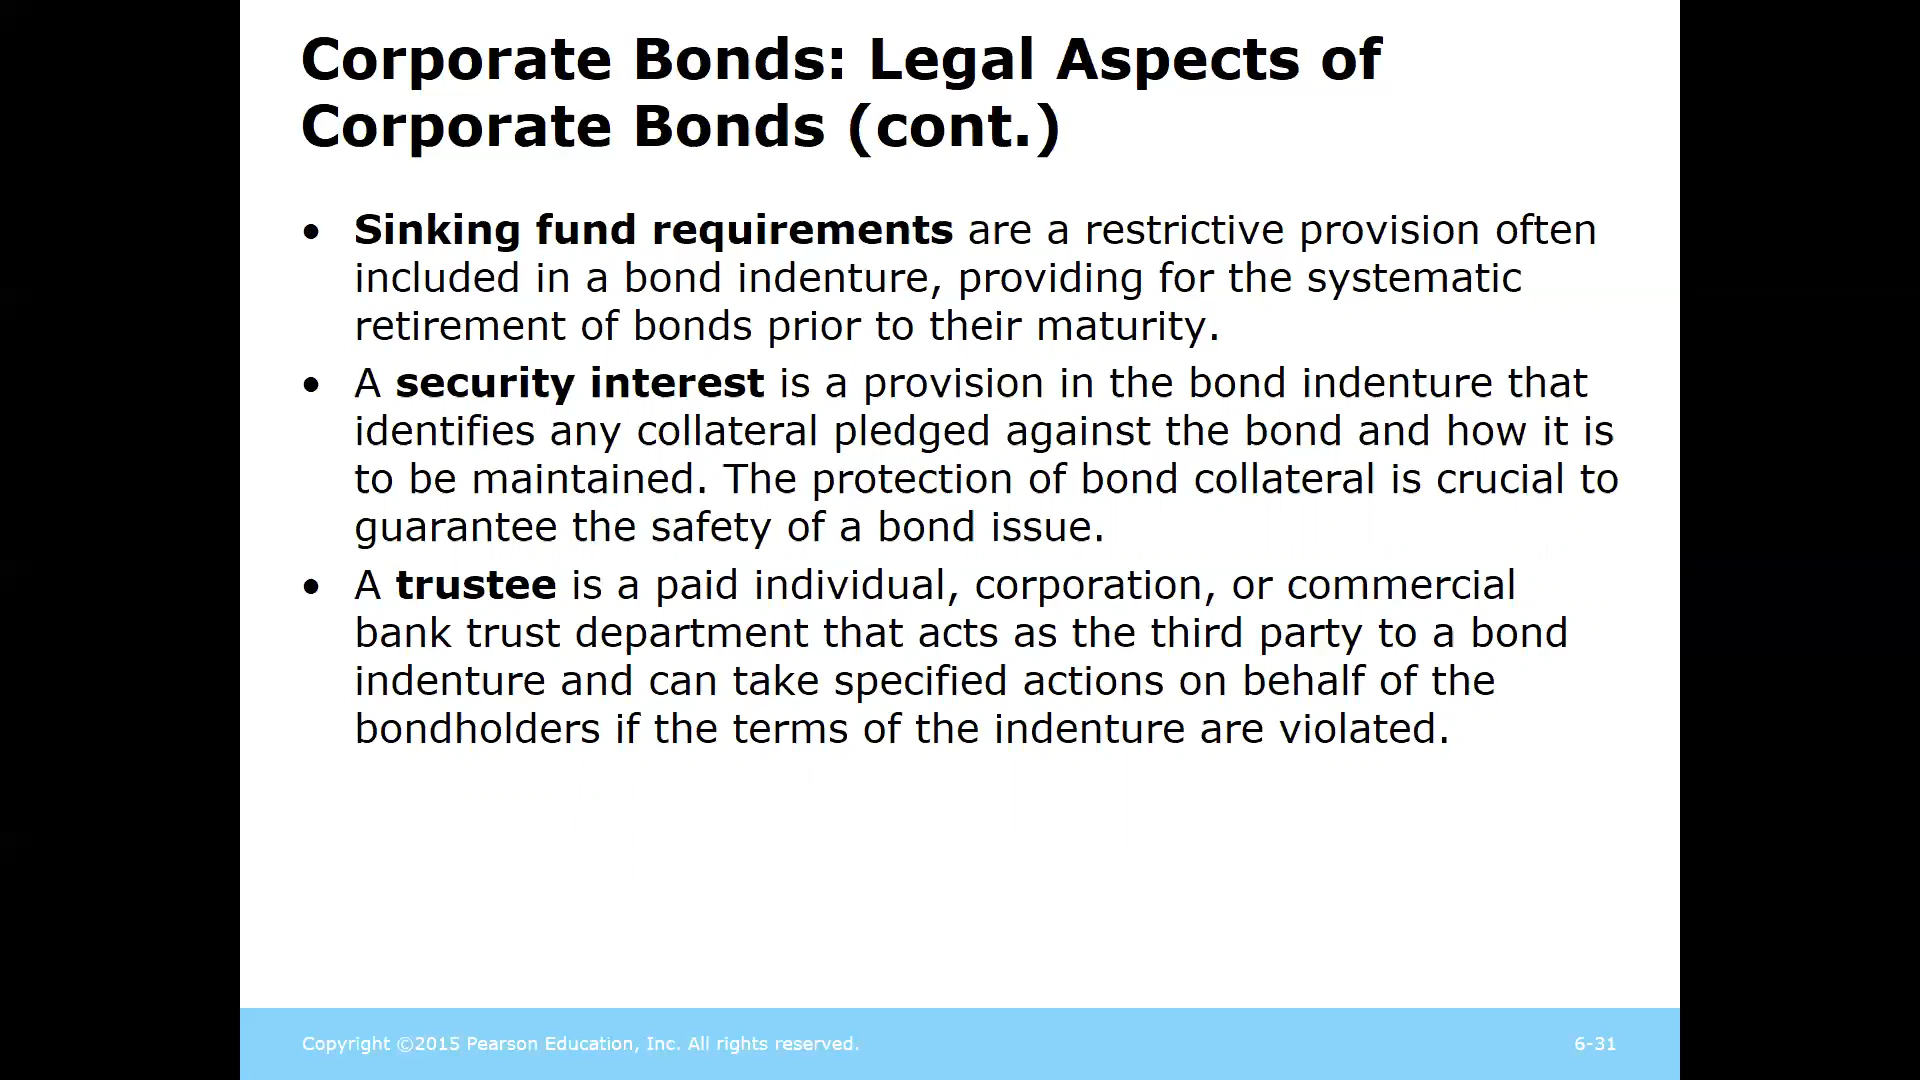 Corporate Bonds: Legal Aspects of
Corporate Bonds (cont.)
• Sinking fund requirements are a restrictive provision often
included in a bond indenture, providing for the systematic
retirement of bonds prior to their maturity.
• A security interest is a provision in the bond indenture that
identifies any collateral pledged against the bond and how it is
to be maintained. The protection of bond collateral is crucial to
guarantee the safety of a bond issue.
• A trustee is a paid individual, corporation, or commercial
bank trust department that acts as the third party to a bond
indenture and can take specified actions on behalf of the
bondholders if the terms of the indenture are violated.
Copyright ©2015 Pearson Education, Inc. All rights reserved.
6-31